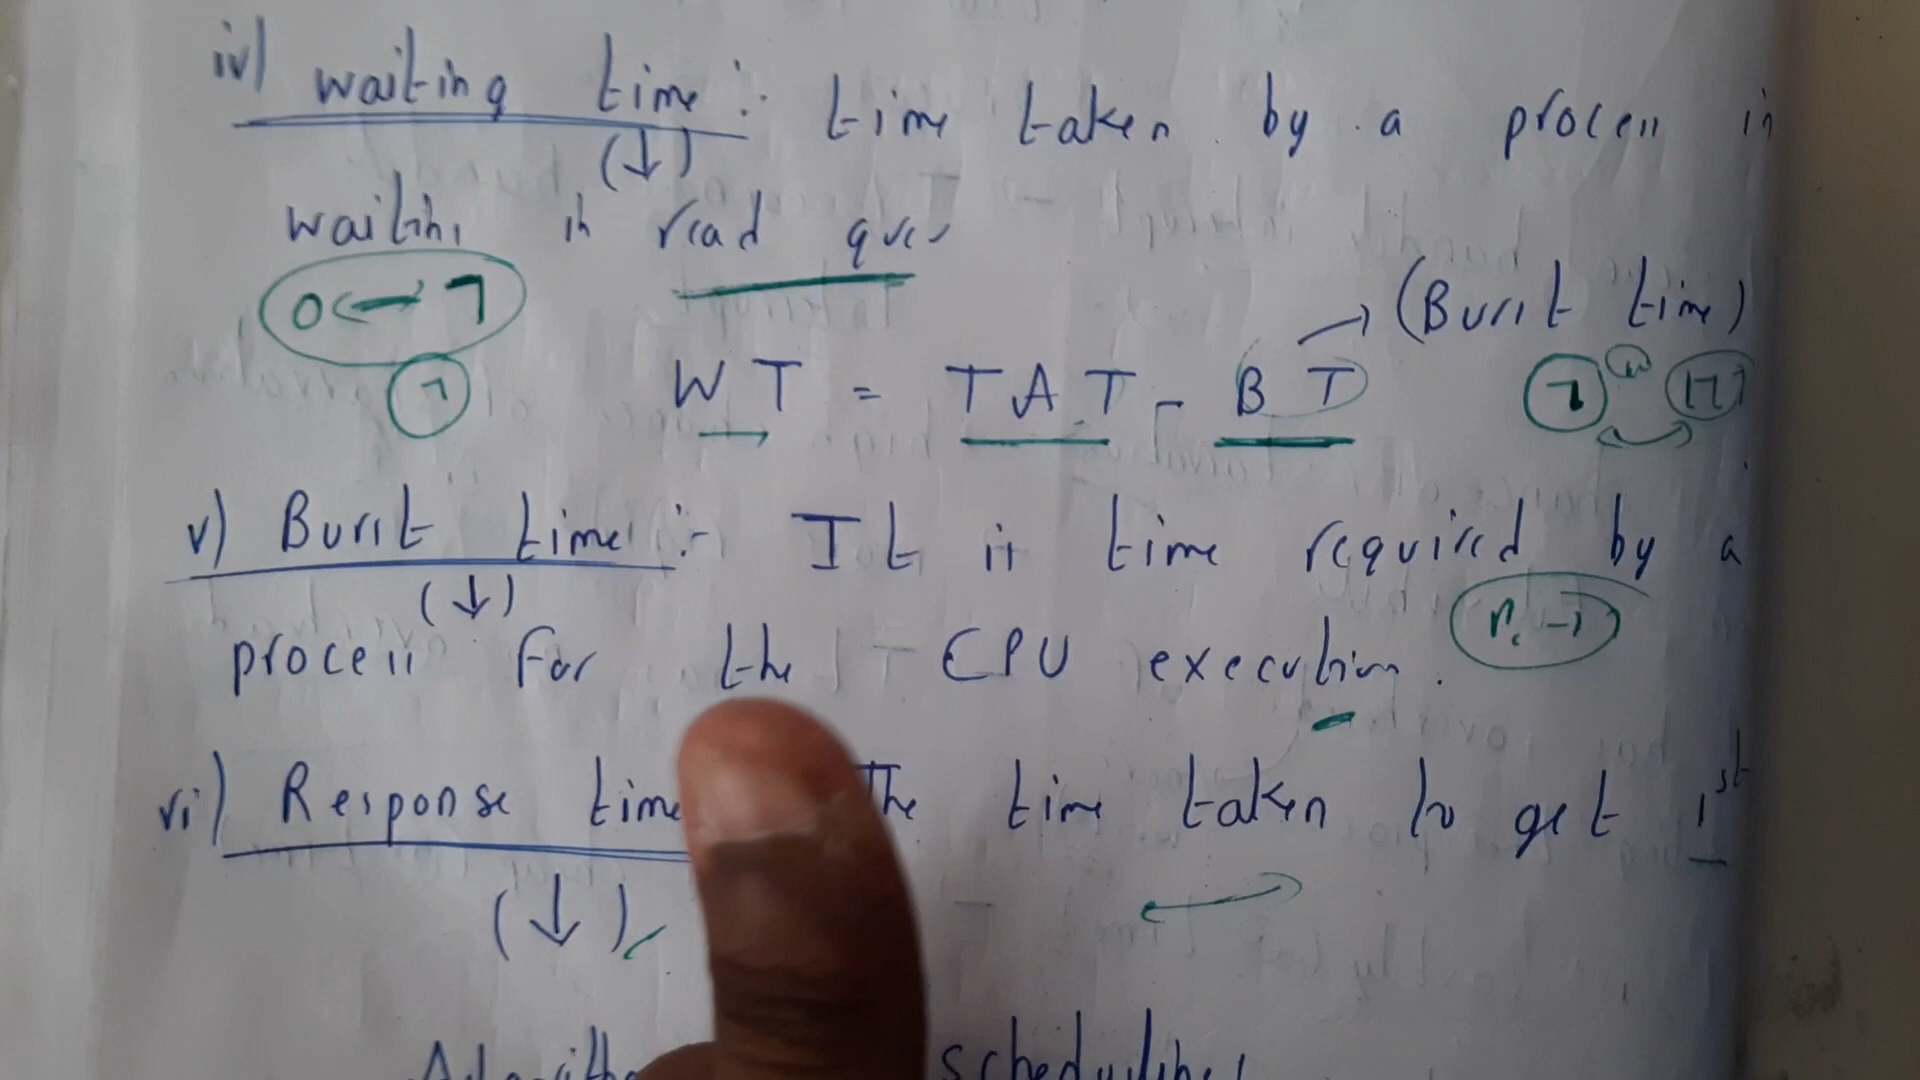 iv) waiting time :- time taken by a process in
(↓)
waiting in read que
0 ↔ 7
7
WT = TAT - BT → (Burst time)
7 17
v) Burst time :- It is time required by a
(↓)
process for the CPU execution.
vi) Response time The time taken to get 1st
(↓)
scheduling